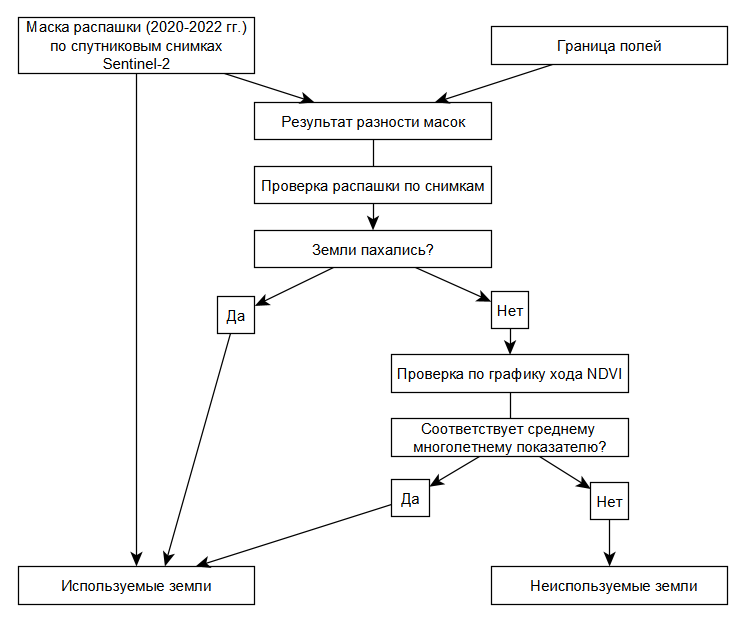 Маска распашки (2020-2022 гг.)
по спутниковым снимках
Sentinel-2
Граница полей
Результат разности масок
Проверка распашки по снимкам
Земли пахались?
Да
Нет
Проверка по графику хода NDVI
Соответствует среднему
многолетнему показателю?
Да
Нет
Используемые земли
Неиспользуемые земли